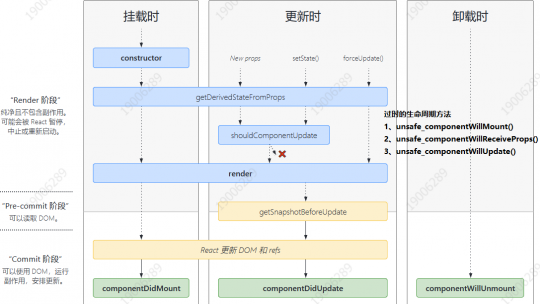 挂载时
更新时
卸载时
constructor
New props
setState()
forceUpdate()
"Render 阶段"
纯净且不包含副作用。
可能会被 React 暂停，
中止或重新启动。
getDerivedStateFromProps
过时的生命周期方法
1、unsafe_componentWillMount()
2、unsafe_componentWillReceiveProps()
3、unsafe_componentWillUpdate()
shouldComponentUpdate
render
"Pre-commit 阶段"
可以读取 DOM。
getSnapshotBeforeUpdate
React 更新 DOM 和 refs
"Commit 阶段"
可以使用 DOM，运行
副作用，安排更新。
componentDidMount
componentDidUpdate
componentWillUnmount
19006289
19006289
19006289
19006289
19006289
19006289